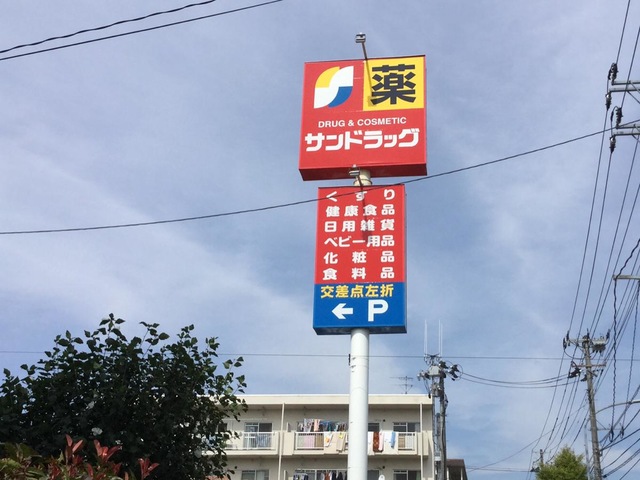 薬
DRUG & COSMETIC
サンドラッグ
くすり
健康食品
日用雑貨
ベビー用品
化粧品
食料品
交差点左折
← P